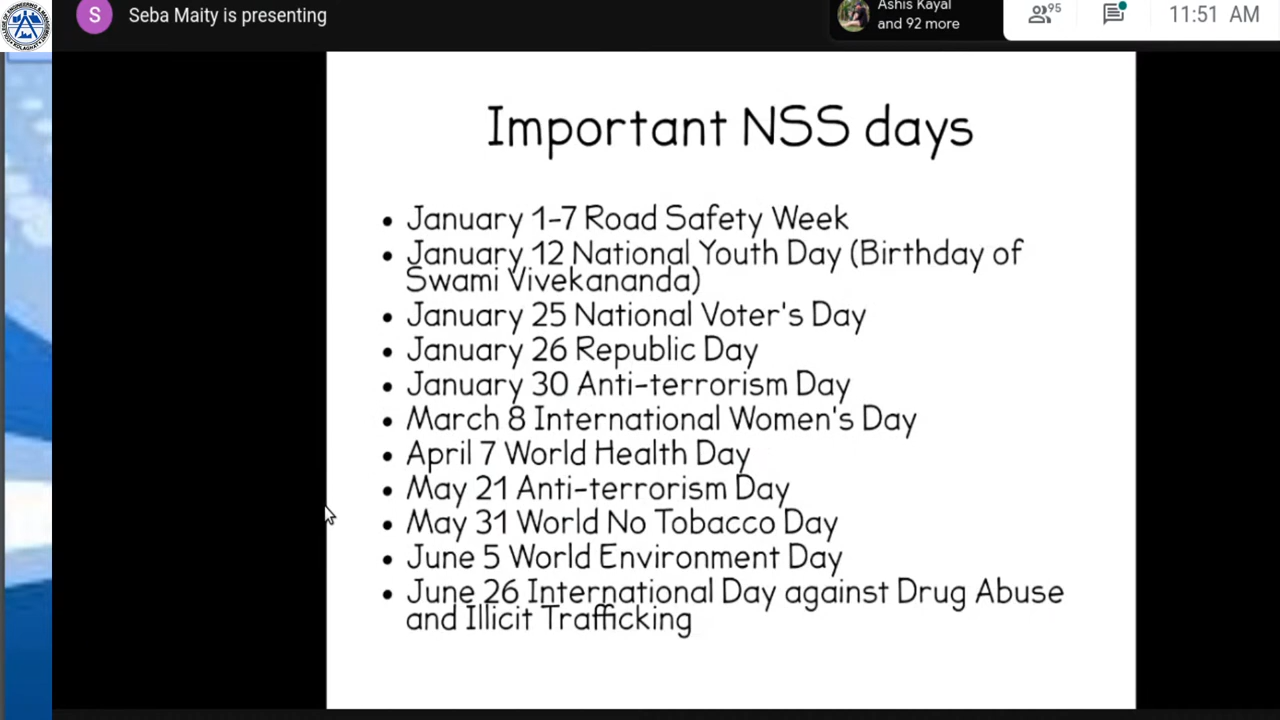 S Seba Maity is presenting
Ashis Kayal
and 92 more
95
11:51 AM
Important NSS days
• January 1-7 Road Safety Week
• January 12 National Youth Day (Birthday of
Swami Vivekananda)
• January 25 National Voter's Day
• January 26 Republic Day
• January 30 Anti-terrorism Day
• March 8 International Women's Day
• April 7 World Health Day
• May 21 Anti-terrorism Day
• May 31 World No Tobacco Day
• June 5 World Environment Day
• June 26 International Day against Drug Abuse
and Illicit Trafficking